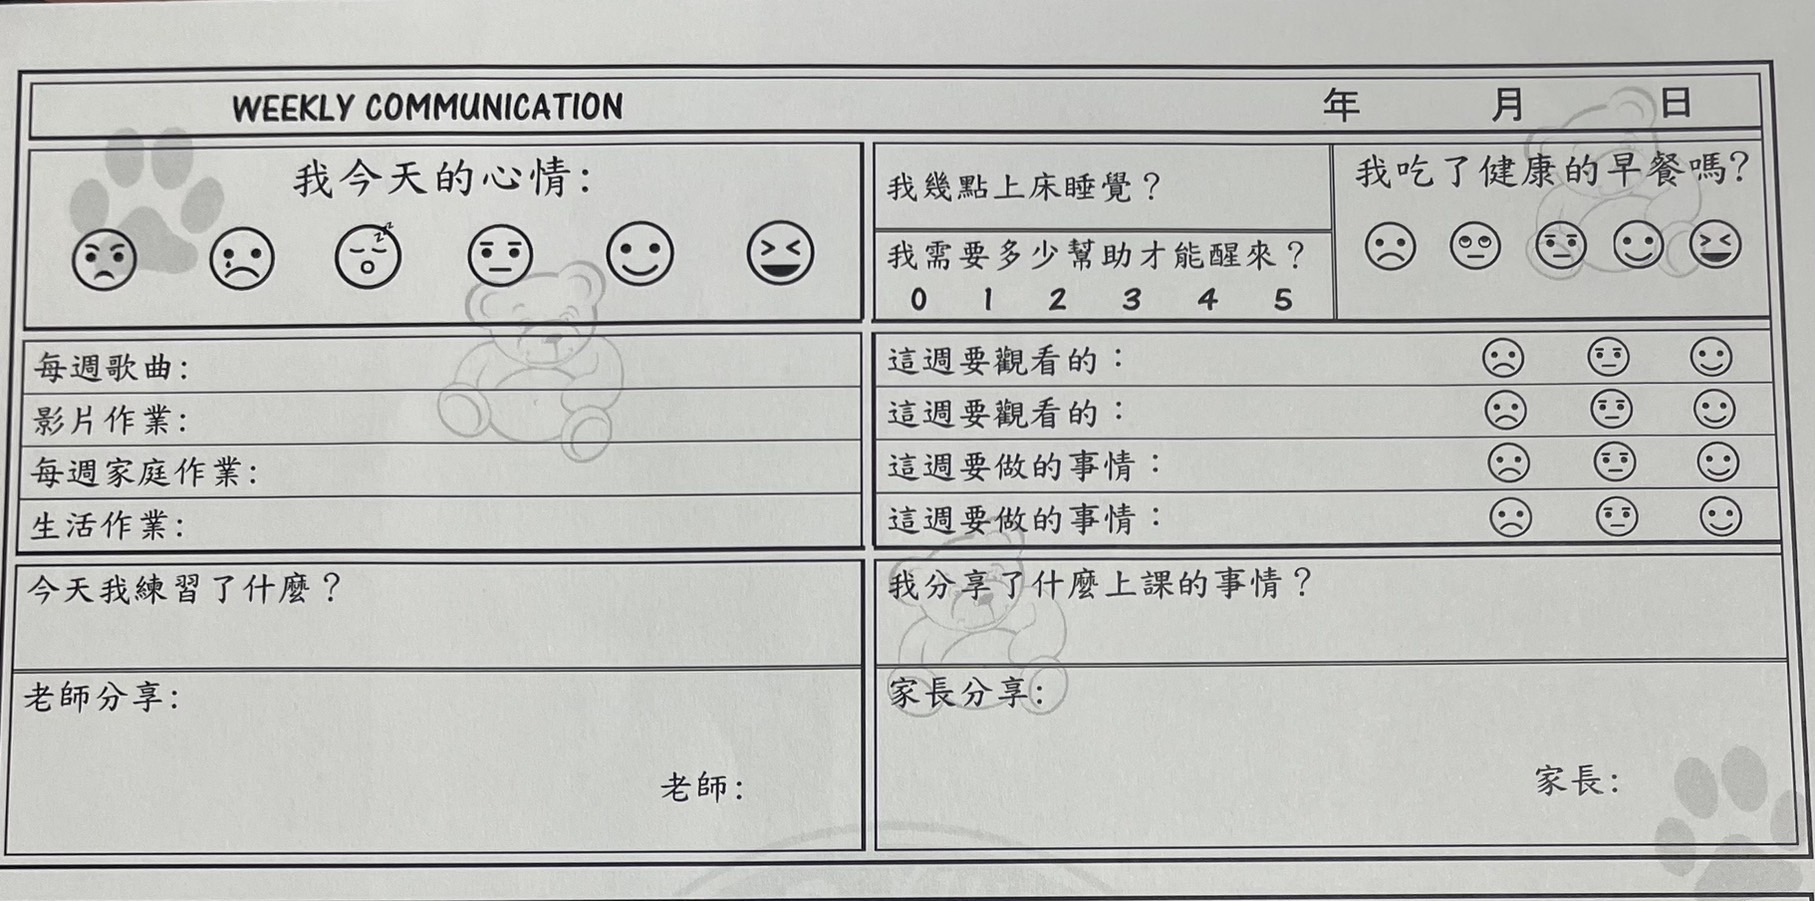 WEEKLY COMMUNICATION 年 月 日
我今天的心情:
我幾點上床睡覺？
我需要多少幫助才能醒來？
0 1 2 3 4 5
我吃了健康的早餐嗎?
每週歌曲:
影片作業:
每週家庭作業:
生活作業:
這週要觀看的：
這週要觀看的：
這週要做的事情：
這週要做的事情：
今天我練習了什麼？
我分享了什麼上課的事情？
老師分享:
老師:
家長分享:
家長: